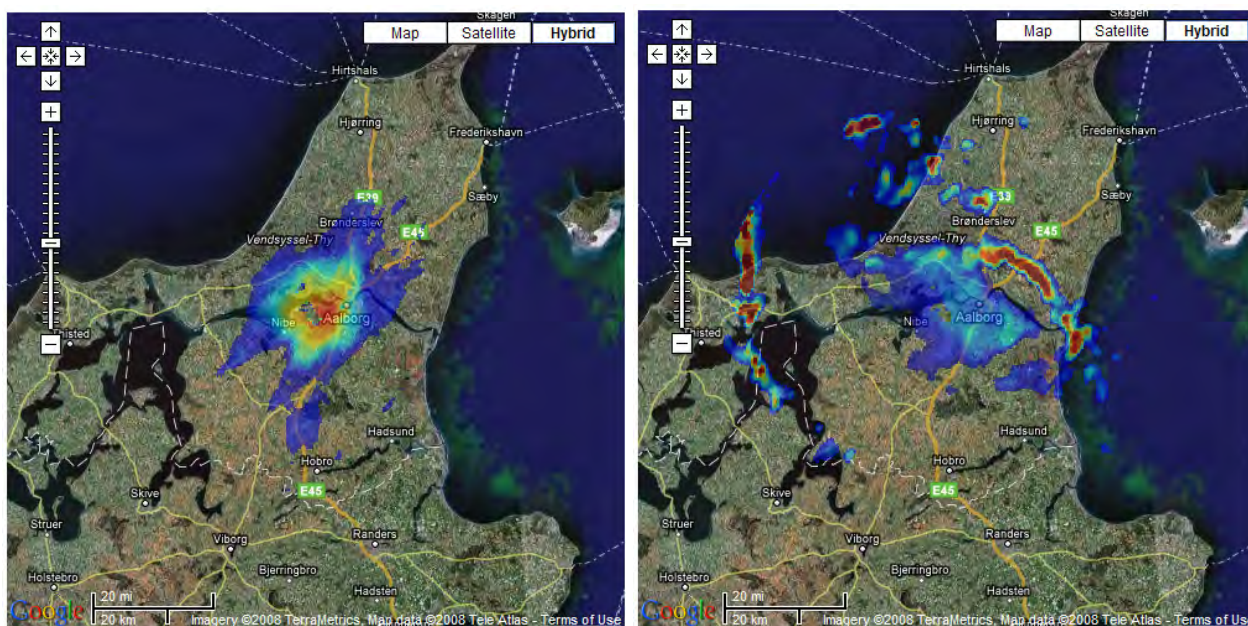 Skagen
Map Satellite Hybrid
Hirtshals
Hjørring
Frederikshavn
Sæby
E39
Brønderslev
E45
Vendsyssel-Thy
Aalborg
Nibe
Hadsund
Hobro
E45
Skive
Struer
Viborg
Randers
Bjerringbro
Holstebro
Hadsten
20 mi
20 km
Google
Imagery ©2008 TerraMetrics, Map data ©2008 Tele Atlas - Terms of Use
Skagen
Map Satellite Hybrid
Hirtshals
Hjørring
Frederikshavn
Sæby
Brønderslev
E45
Vendsyssel-Thy
Thisted
Nibe
Aalborg
Hadsund
Hobro
E45
Skive
Struer
Viborg
Randers
Bjerringbro
Holstebro
Hadsten
20 mi
20 km
Google
Imagery ©2008 TerraMetrics, Map data ©2008 Tele Atlas - Terms of Use